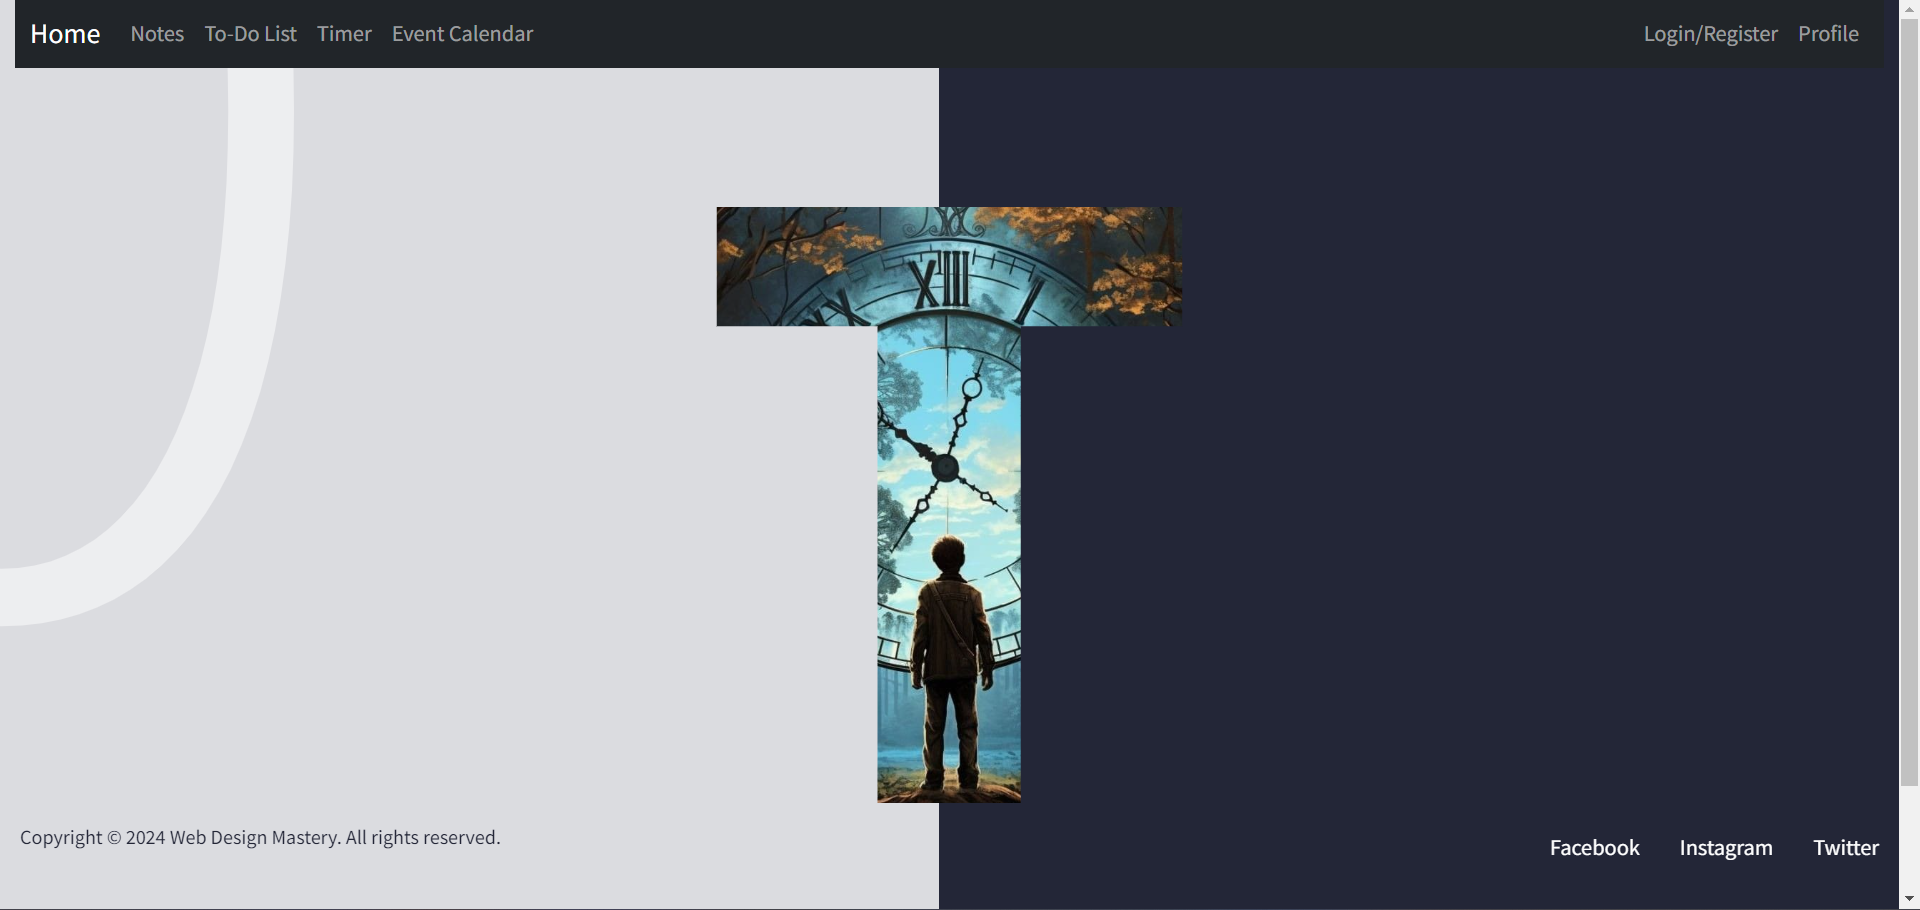 Home Notes To-Do List Timer Event Calendar Login/Register Profile
XIII
Copyright © 2024 Web Design Mastery. All rights reserved.
Facebook Instagram Twitter